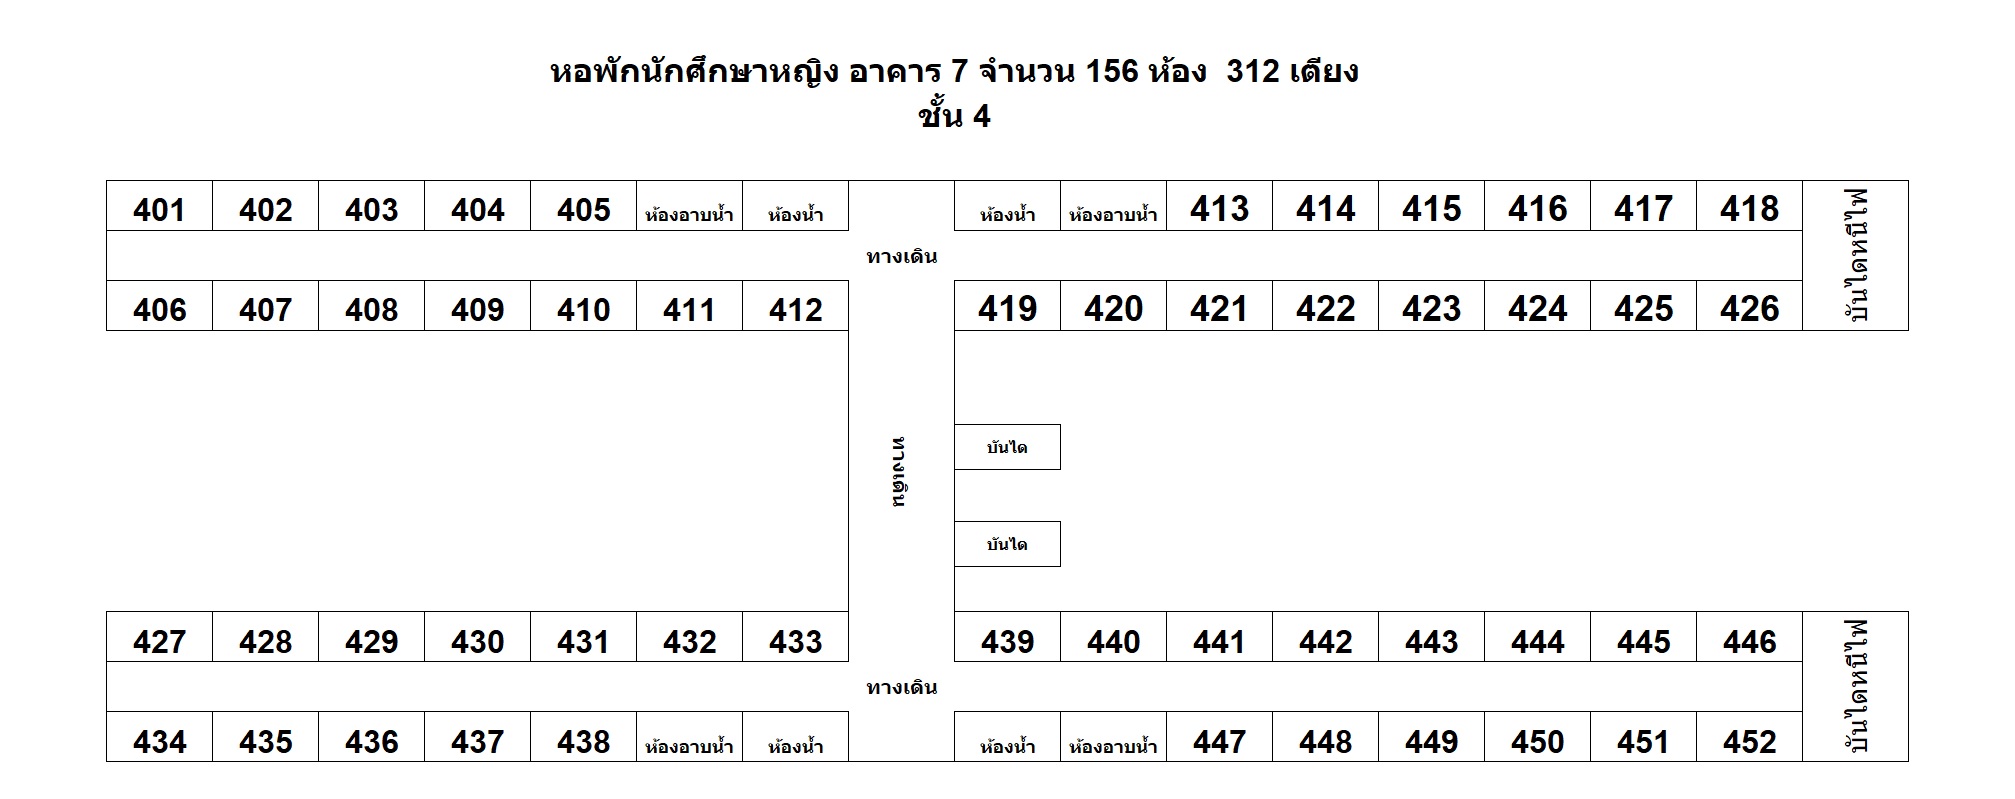 หอพักนักศึกษาหญิง อาคาร 7 จำนวน 156 ห้อง 312 เตียง
ชั้น 4
401 402 403 404 405 ห้องอาบน้ำ ห้องน้ำ ห้องน้ำ ห้องอาบน้ำ 413 414 415 416 417 418
บันไดหนีไฟ
ทางเดิน
406 407 408 409 410 411 412 419 420 421 422 423 424 425 426
ทางเดิน
บันได
บันได
427 428 429 430 431 432 433 439 440 441 442 443 444 445 446
บันไดหนีไฟ
ทางเดิน
434 435 436 437 438 ห้องอาบน้ำ ห้องน้ำ ห้องน้ำ ห้องอาบน้ำ 447 448 449 450 451 452